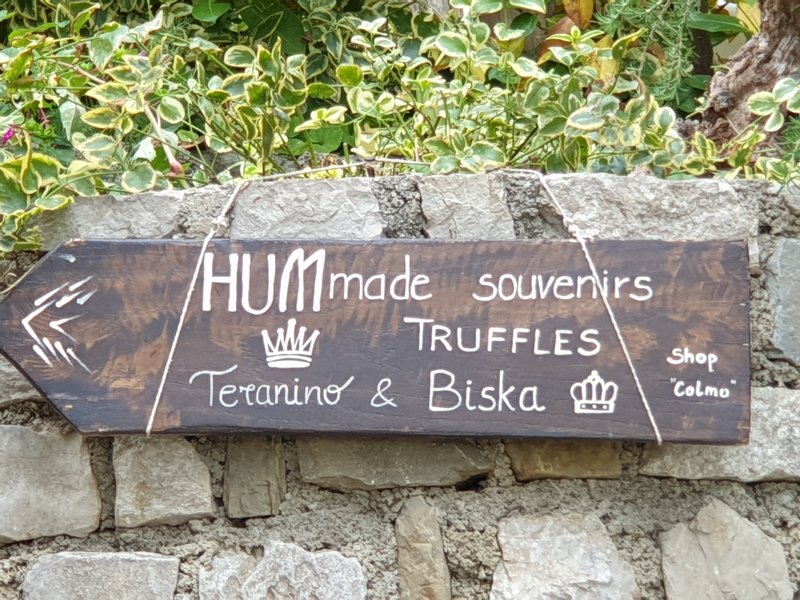 HUMmade souvenirs
TRUFFLES
Teranino & Biska
Shop
"Colmo"